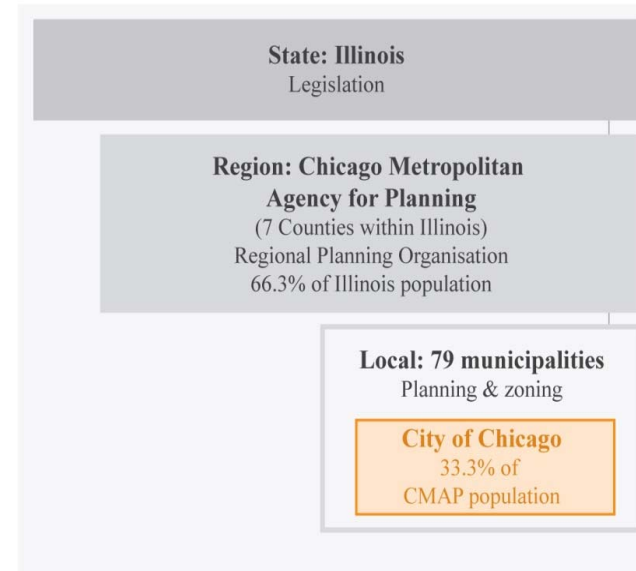 State: Illinois
Legislation
Region: Chicago Metropolitan
Agency for Planning
(7 Counties within Illinois)
Regional Planning Organisation
66.3% of Illinois population
Local: 79 municipalities
Planning & zoning
City of Chicago
33.3% of
CMAP population